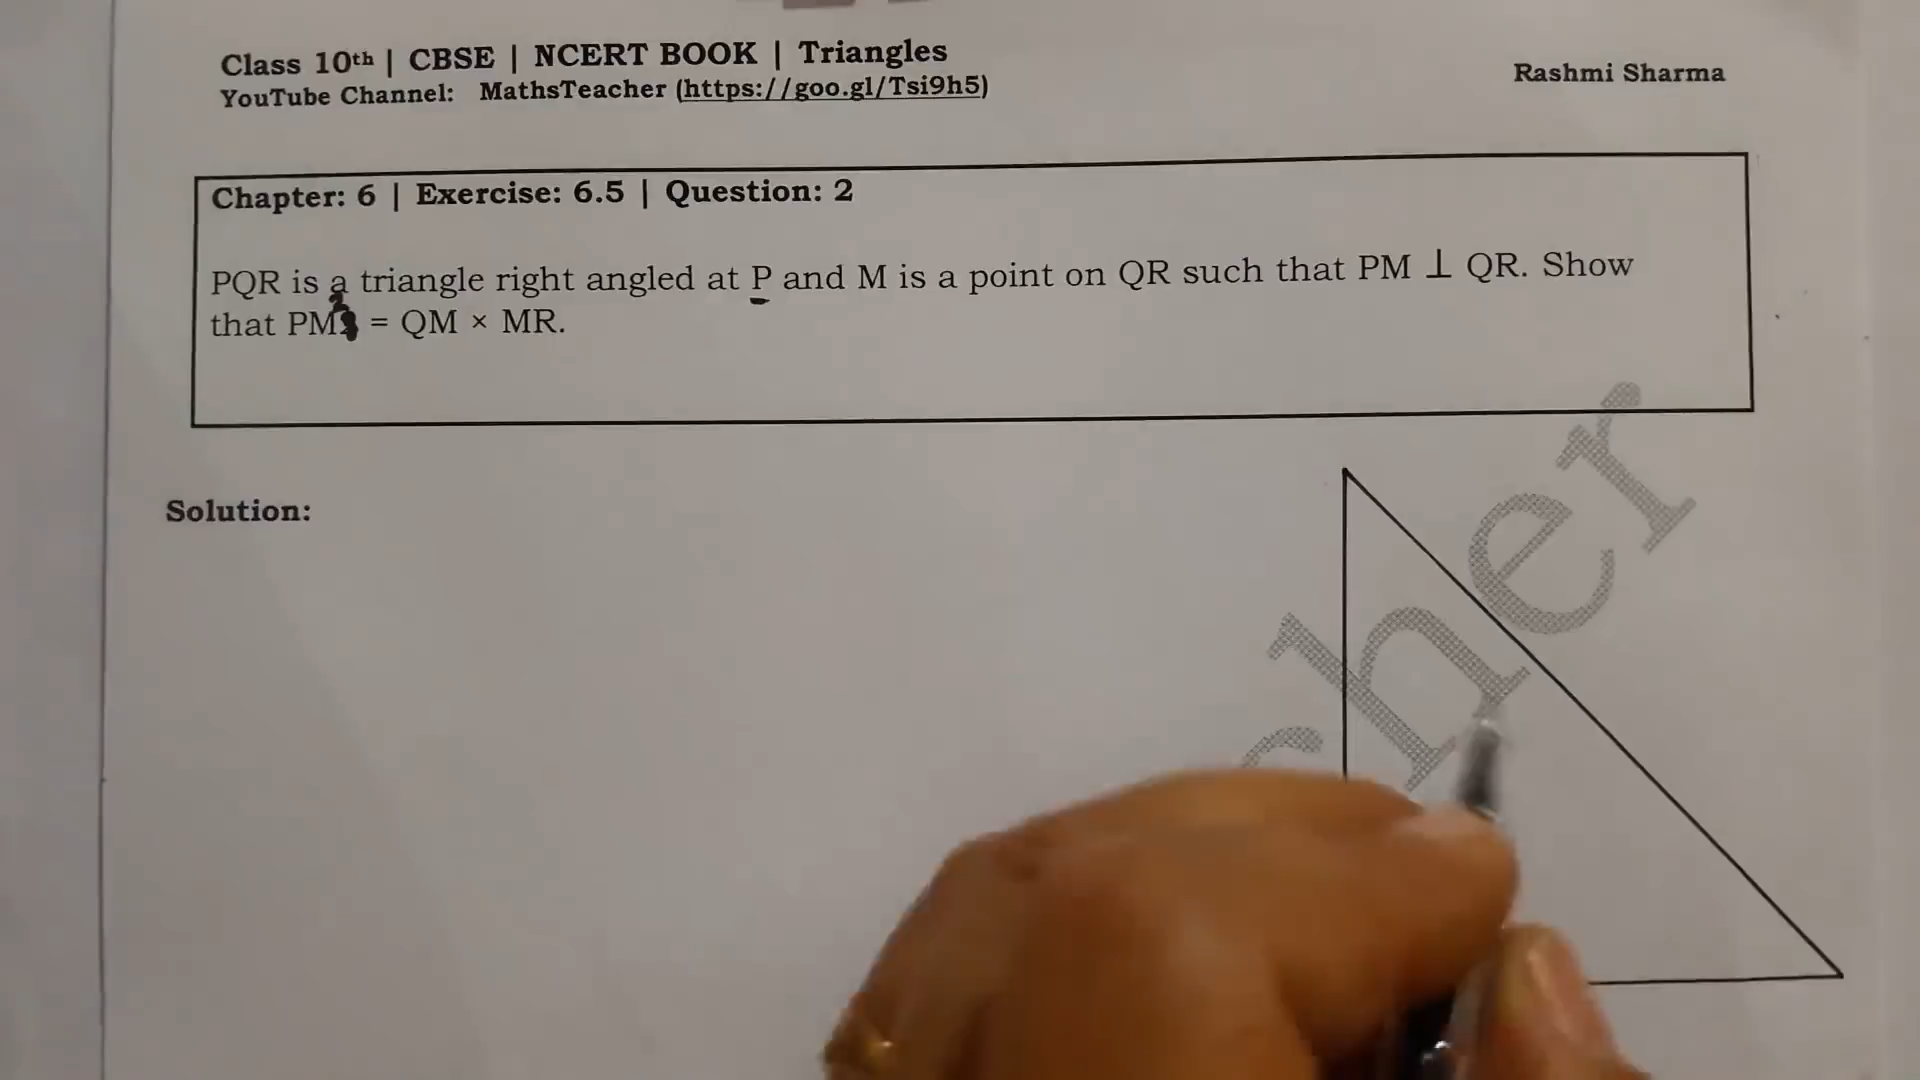 Class 10th | CBSE | NCERT BOOK | Triangles
YouTube Channel: MathsTeacher (https://goo.gl/Tsi9h5)
Rashmi Sharma
Chapter: 6 | Exercise: 6.5 | Question: 2
PQR is a triangle right angled at P and M is a point on QR such that PM ⊥ QR. Show
that PM² = QM × MR.
Solution: